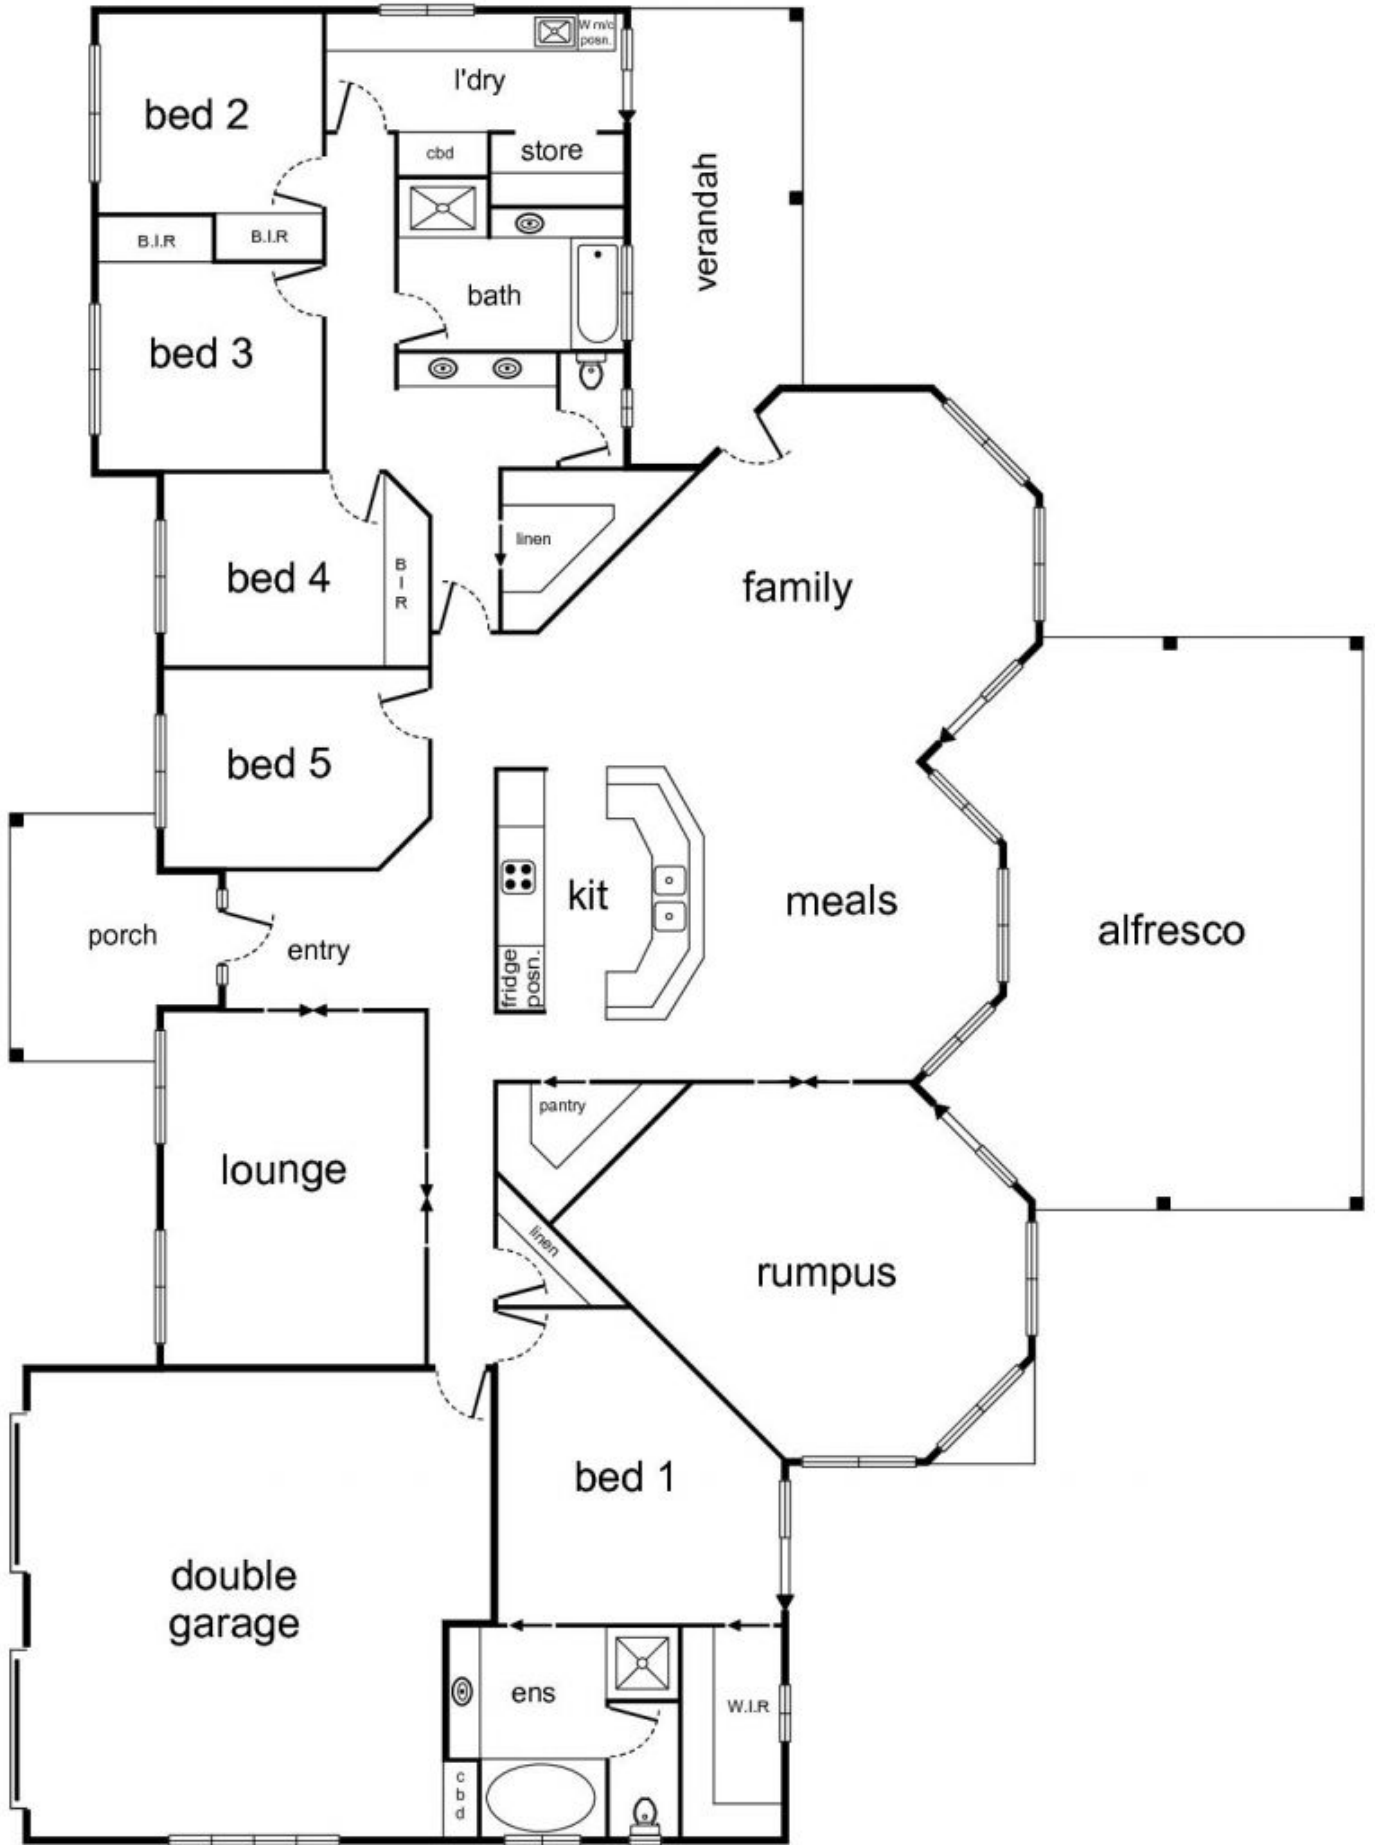 W m/c
posn.
l'dry
bed 2
cbd
store
verandah
B.I.R
B.I.R
bath
bed 3
linen
bed 4
B
I
R
family
bed 5
kit
meals
alfresco
porch
entry
fridge
posn.
pantry
lounge
linen
rumpus
bed 1
double
garage
ens
W.I.R
c
b
d